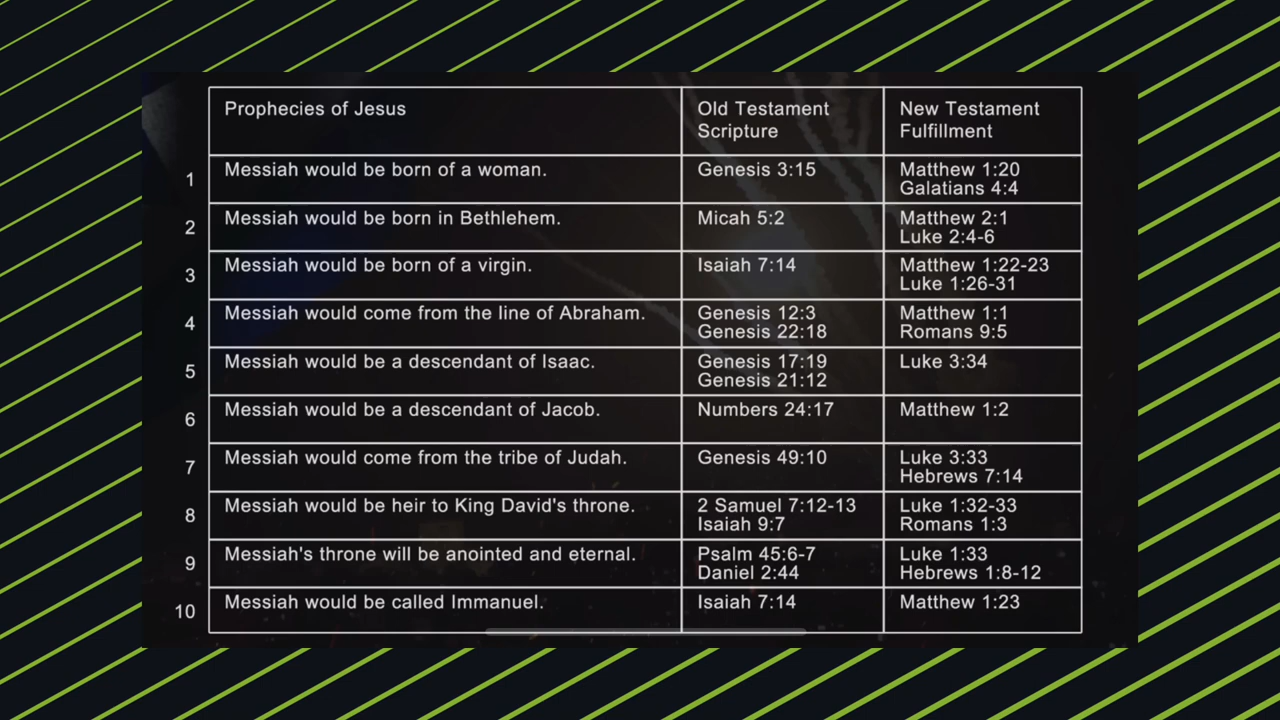 Prophecies of Jesus
Old Testament
Scripture
New Testament
Fulfillment
1
Messiah would be born of a woman.
Genesis 3:15
Matthew 1:20
Galatians 4:4
2
Messiah would be born in Bethlehem.
Micah 5:2
Matthew 2:1
Luke 2:4-6
3
Messiah would be born of a virgin.
Isaiah 7:14
Matthew 1:22-23
Luke 1:26-31
4
Messiah would come from the line of Abraham.
Genesis 12:3
Genesis 22:18
Matthew 1:1
Romans 9:5
5
Messiah would be a descendant of Isaac.
Genesis 17:19
Genesis 21:12
Luke 3:34
6
Messiah would be a descendant of Jacob.
Numbers 24:17
Matthew 1:2
7
Messiah would come from the tribe of Judah.
Genesis 49:10
Luke 3:33
Hebrews 7:14
8
Messiah would be heir to King David's throne.
2 Samuel 7:12-13
Isaiah 9:7
Luke 1:32-33
Romans 1:3
9
Messiah's throne will be anointed and eternal.
Psalm 45:6-7
Daniel 2:44
Luke 1:33
Hebrews 1:8-12
10
Messiah would be called Immanuel.
Isaiah 7:14
Matthew 1:23